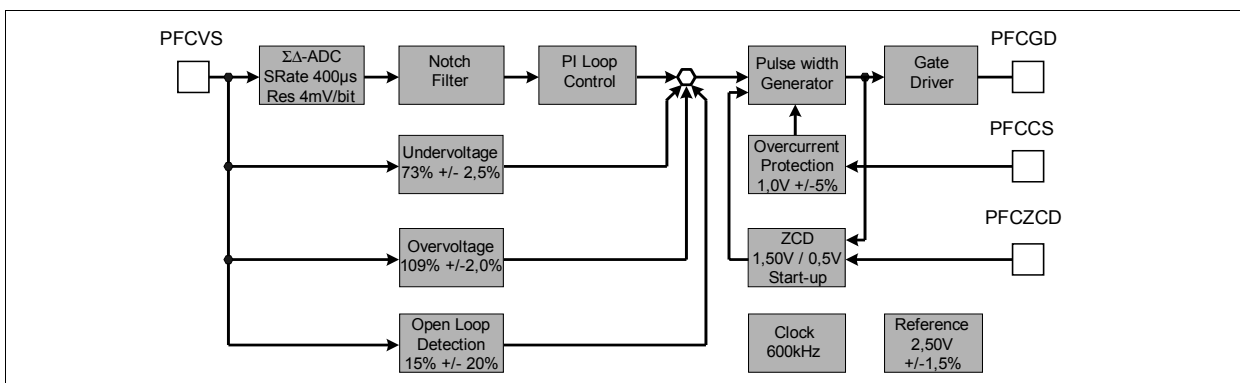 PFCVS
ΣΔ-ADC
SRate 400µs
Res 4mV/bit
Notch
Filter
PI Loop
Control
Pulse width
Generator
Gate
Driver
PFCGD
Undervoltage
73% +/- 2,5%
Overcurrent
Protection
1,0V +/-5%
PFCCS
Overvoltage
109% +/-2,0%
ZCD
1,50V / 0,5V
Start-up
PFCZCD
Open Loop
Detection
15% +/- 20%
Clock
600kHz
Reference
2,50V
+/-1,5%